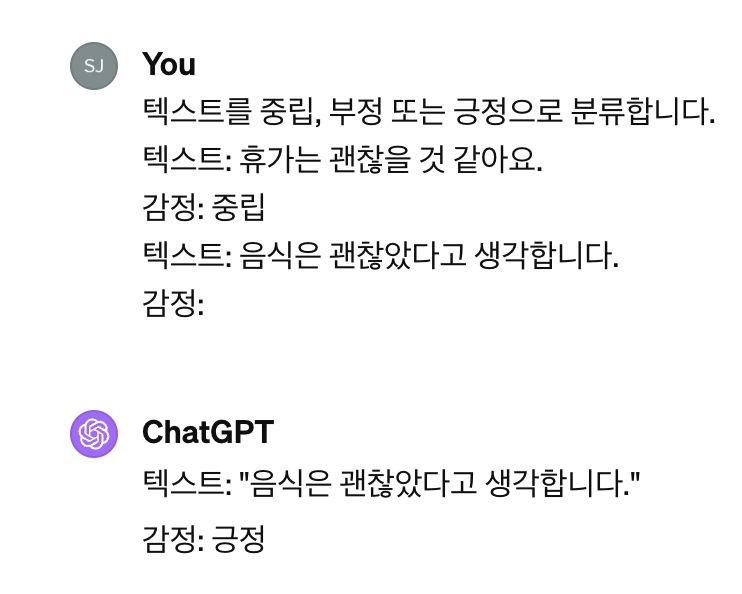 SJ
You
텍스트를 중립, 부정 또는 긍정으로 분류합니다.
텍스트: 휴가는 괜찮을 것 같아요.
감정: 중립
텍스트: 음식은 괜찮았다고 생각합니다.
감정:
ChatGPT
텍스트: "음식은 괜찮았다고 생각합니다."
감정: 긍정